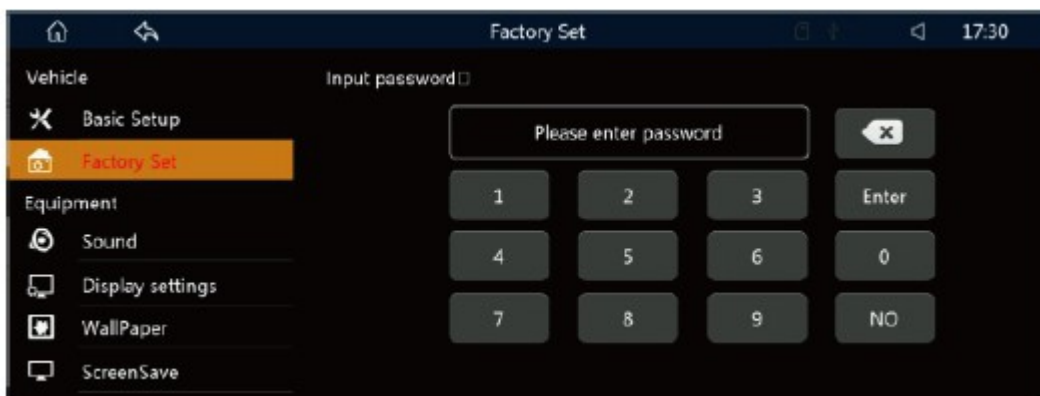 Factory Set 17:30
Vehicle
Basic Setup
Factory Set
Equipment
Sound
Display settings
WallPaper
ScreenSave
Input password□
Please enter password
1 2 3 Enter
4 5 6 0
7 8 9 NO